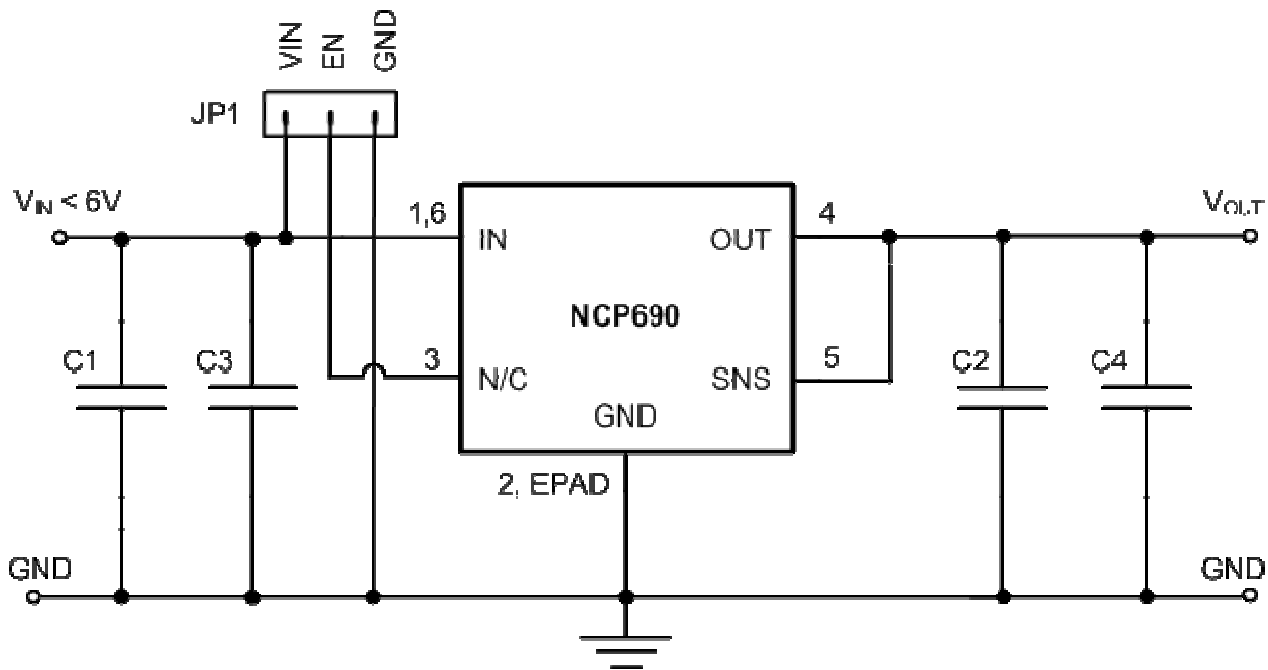 VIN
EN
GND
JP1
VIN < 6V
1,6
4
VOUT
IN
OUT
NCP690
C1
C3
3
5
C2
C4
N/C
SNS
GND
2, EPAD
GND
GND